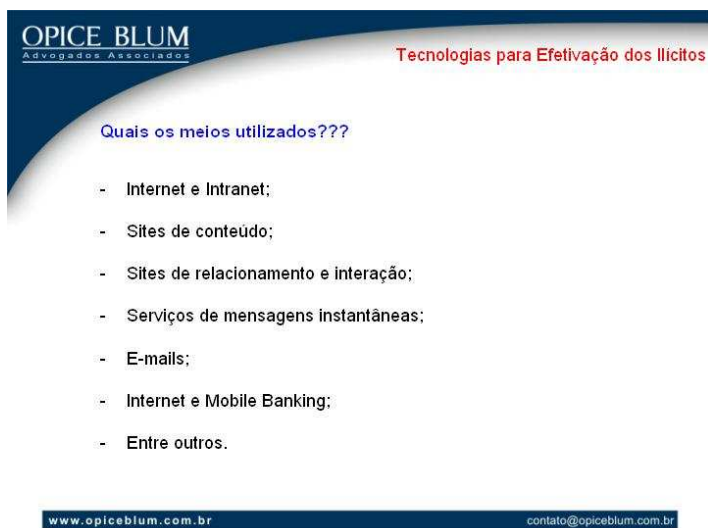 OPICE BLUM
Advogados Associados
Tecnologias para Efetivação dos Ilícitos
Quais os meios utilizados???
- Internet e Intranet;
- Sites de conteúdo;
- Sites de relacionamento e interação;
- Serviços de mensagens instantâneas;
- E-mails;
- Internet e Mobile Banking;
- Entre outros.
www.opiceblum.com.br
contato@opiceblum.com.br